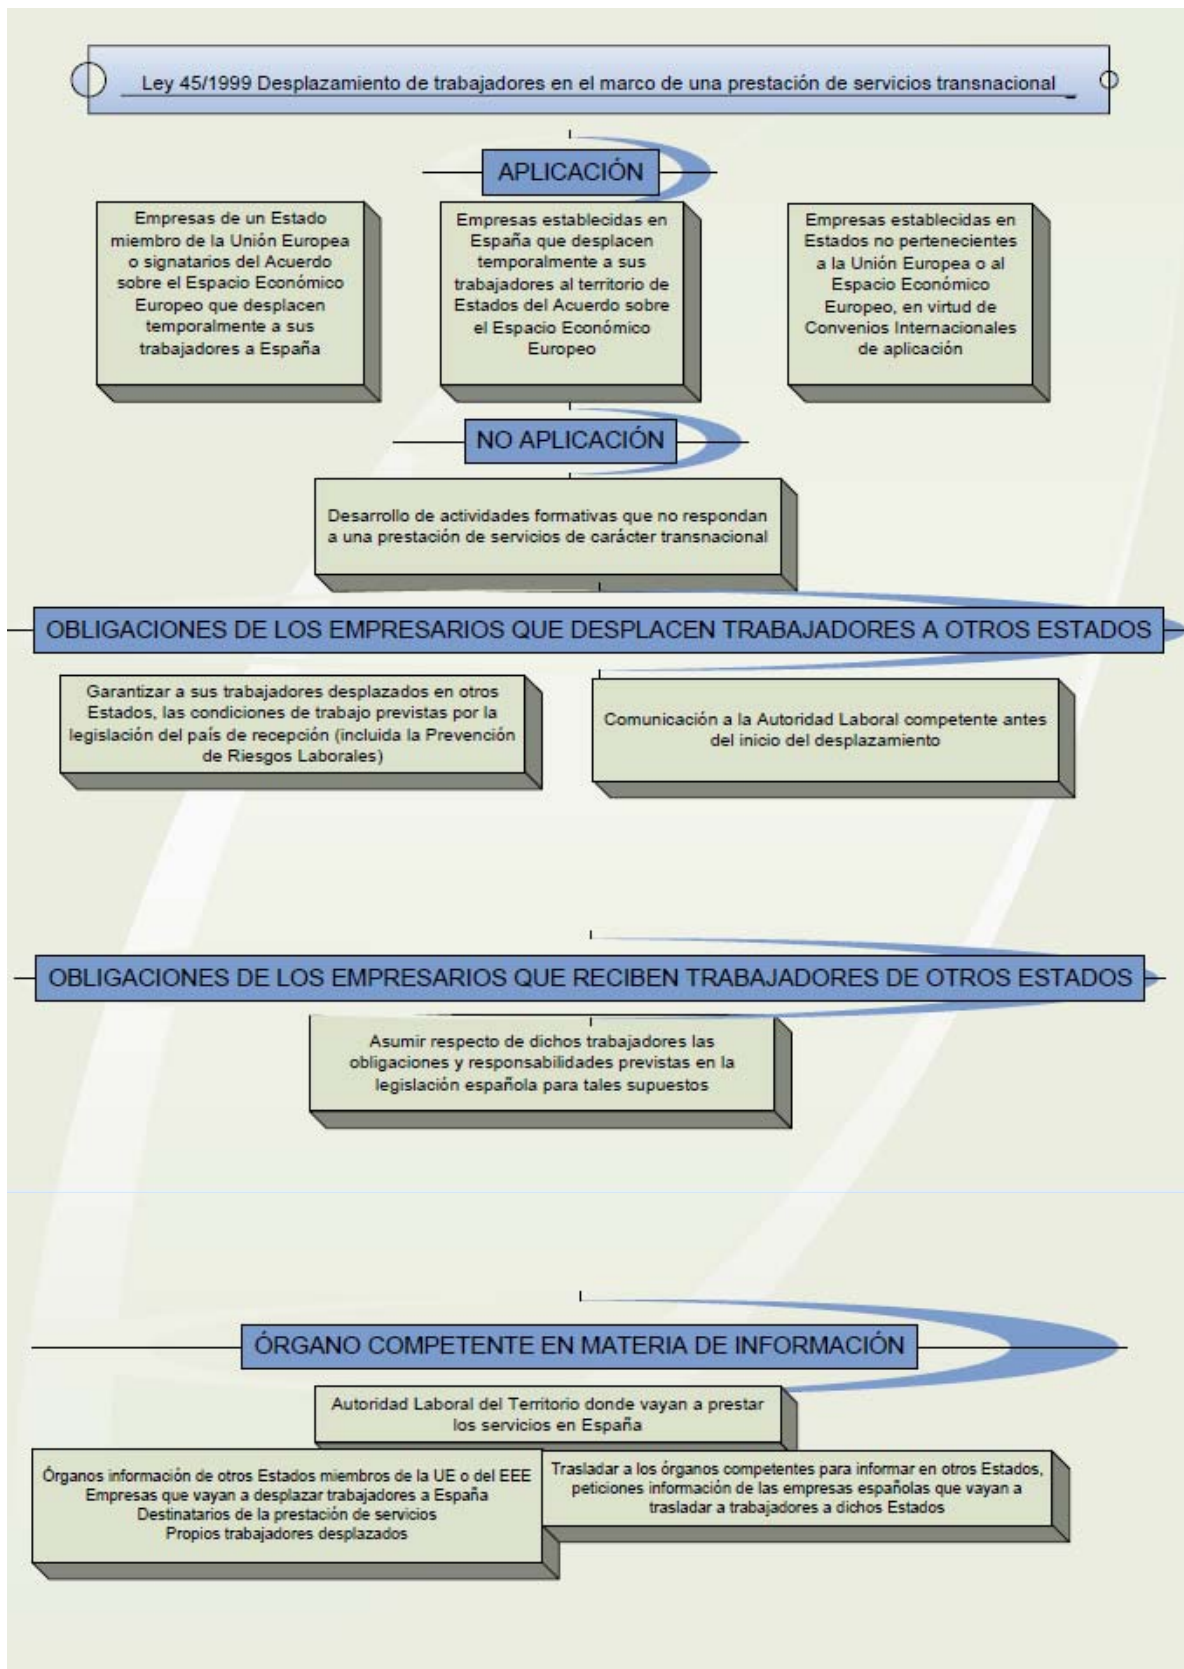 Ley 45/1999 Desplazamiento de trabajadores en el marco de una prestación de servicios transnacional
APLICACIÓN
Empresas de un Estado
miembro de la Unión Europea
o signatarios del Acuerdo
sobre el Espacio Económico
Europeo que desplacen
temporalmente a sus
trabajadores a España
Empresas establecidas en
España que desplacen
temporalmente a sus
trabajadores al territorio de
Estados del Acuerdo sobre
el Espacio Económico
Europeo
Empresas establecidas en
Estados no pertenecientes
a la Unión Europea o al
Espacio Económico
Europeo, en virtud de
Convenios Internacionales
de aplicación
NO APLICACIÓN
Desarrollo de actividades formativas que no respondan
a una prestación de servicios de carácter transnacional
OBLIGACIONES DE LOS EMPRESARIOS QUE DESPLACEN TRABAJADORES A OTROS ESTADOS
Garantizar a sus trabajadores desplazados en otros
Estados, las condiciones de trabajo previstas por la
legislación del país de recepción (incluida la Prevención
de Riesgos Laborales)
Comunicación a la Autoridad Laboral competente antes
del inicio del desplazamiento
OBLIGACIONES DE LOS EMPRESARIOS QUE RECIBEN TRABAJADORES DE OTROS ESTADOS
Asumir respecto de dichos trabajadores las
obligaciones y responsabilidades previstas en la
legislación española para tales supuestos
ÓRGANO COMPETENTE EN MATERIA DE INFORMACIÓN
Autoridad Laboral del Territorio donde vayan a prestar
los servicios en España
Órganos información de otros Estados miembros de la UE o del EEE
Empresas que vayan a desplazar trabajadores a España
Destinatarios de la prestación de servicios
Propios trabajadores desplazados
Trasladar a los órganos competentes para informar en otros Estados,
peticiones información de las empresas españolas que vayan a
trasladar a trabajadores a dichos Estados